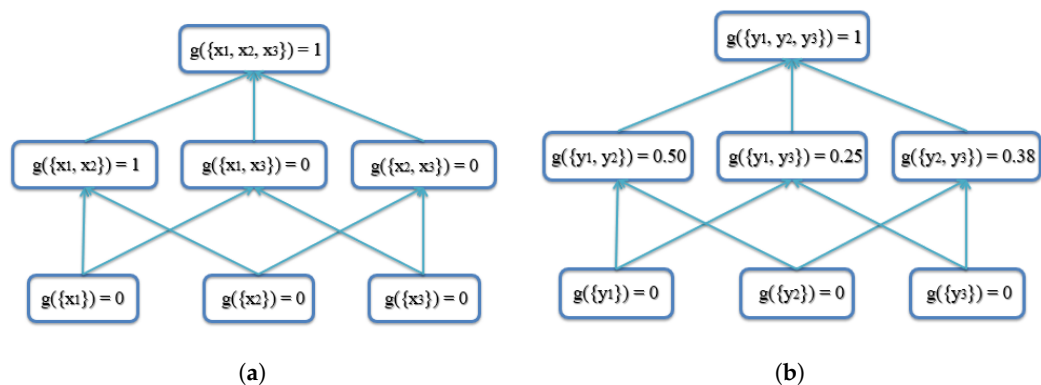 g({x1, x2, x3}) = 1
g({x1, x2}) = 1
g({x1, x3}) = 0
g({x2, x3}) = 0
g({x1}) = 0
g({x2}) = 0
g({x3}) = 0
(a)
g({y1, y2, y3}) = 1
g({y1, y2}) = 0.50
g({y1, y3}) = 0.25
g({y2, y3}) = 0.38
g({y1}) = 0
g({y2}) = 0
g({y3}) = 0
(b)